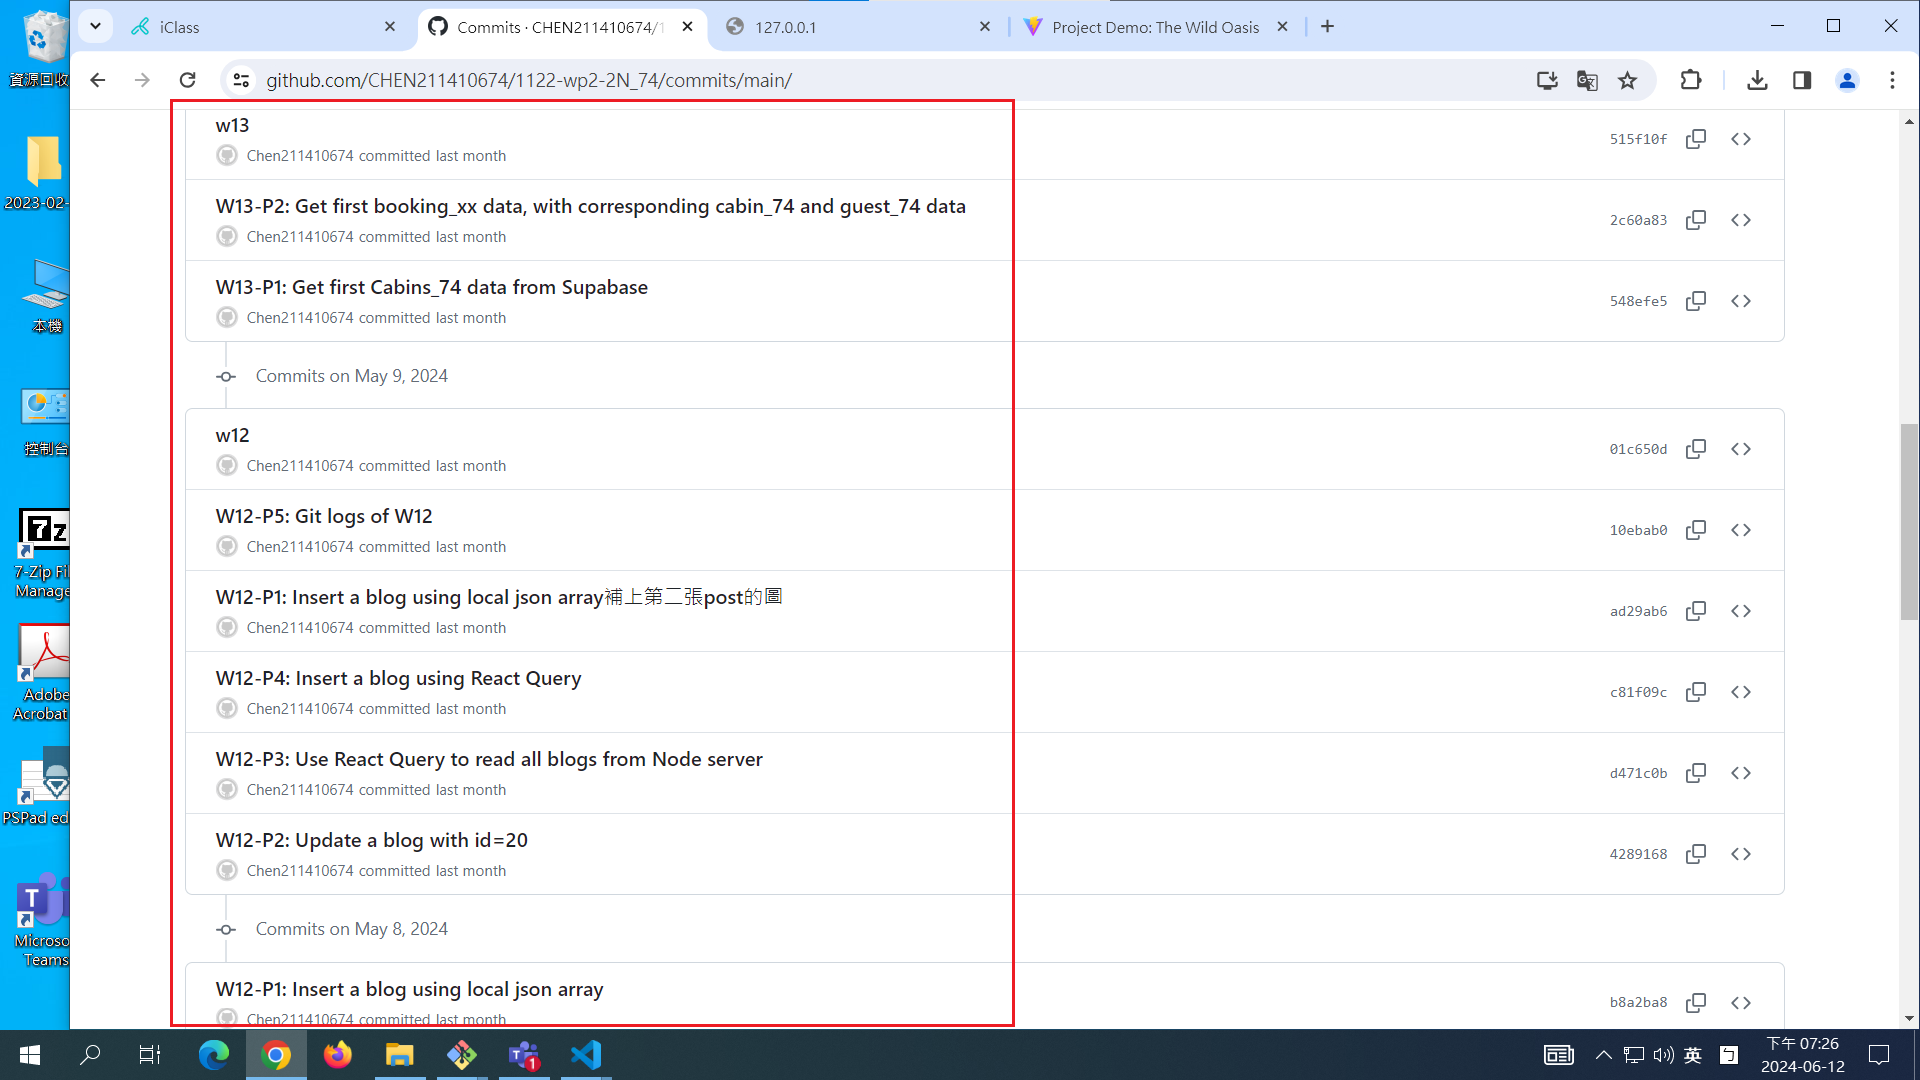 iClass
Commits · CHEN211410674/1
127.0.0.1
Project Demo: The Wild Oasis
github.com/CHEN211410674/1122-wp2-2N_74/commits/main/
資源回收
2023-02-
本機
控制台
7-Zip Fi
Manage
Adobe
Acrobat
PSPad ed
Microso
Teams
w13
Chen211410674 committed last month
515f10f
W13-P2: Get first booking_xx data, with corresponding cabin_74 and guest_74 data
Chen211410674 committed last month
2c60a83
W13-P1: Get first Cabins_74 data from Supabase
Chen211410674 committed last month
548efe5
Commits on May 9, 2024
w12
Chen211410674 committed last month
01c650d
W12-P5: Git logs of W12
Chen211410674 committed last month
10ebab0
W12-P1: Insert a blog using local json array補上第二張post的圖
Chen211410674 committed last month
ad29ab6
W12-P4: Insert a blog using React Query
Chen211410674 committed last month
c81f09c
W12-P3: Use React Query to read all blogs from Node server
Chen211410674 committed last month
d471c0b
W12-P2: Update a blog with id=20
Chen211410674 committed last month
4289168
Commits on May 8, 2024
W12-P1: Insert a blog using local json array
Chen211410674 committed last month
b8a2ba8
1
英
ㄅ
下午 07:26
2024-06-12